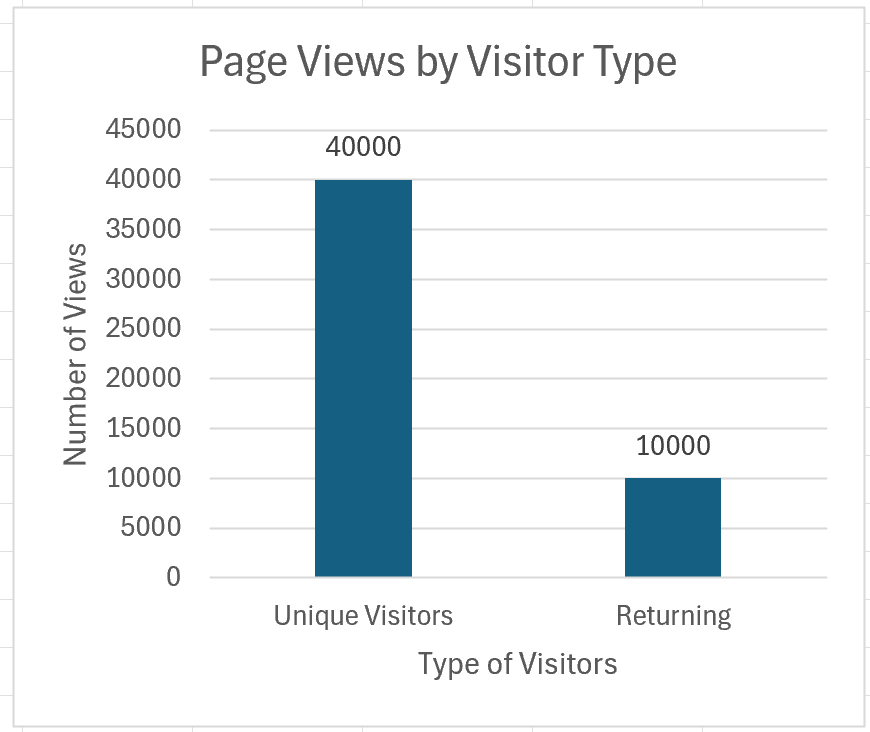 Page Views by Visitor Type
45000
40000
35000
30000
25000
20000
15000
10000
5000
0
Number of Views
40000
10000
Unique Visitors
Returning
Type of Visitors